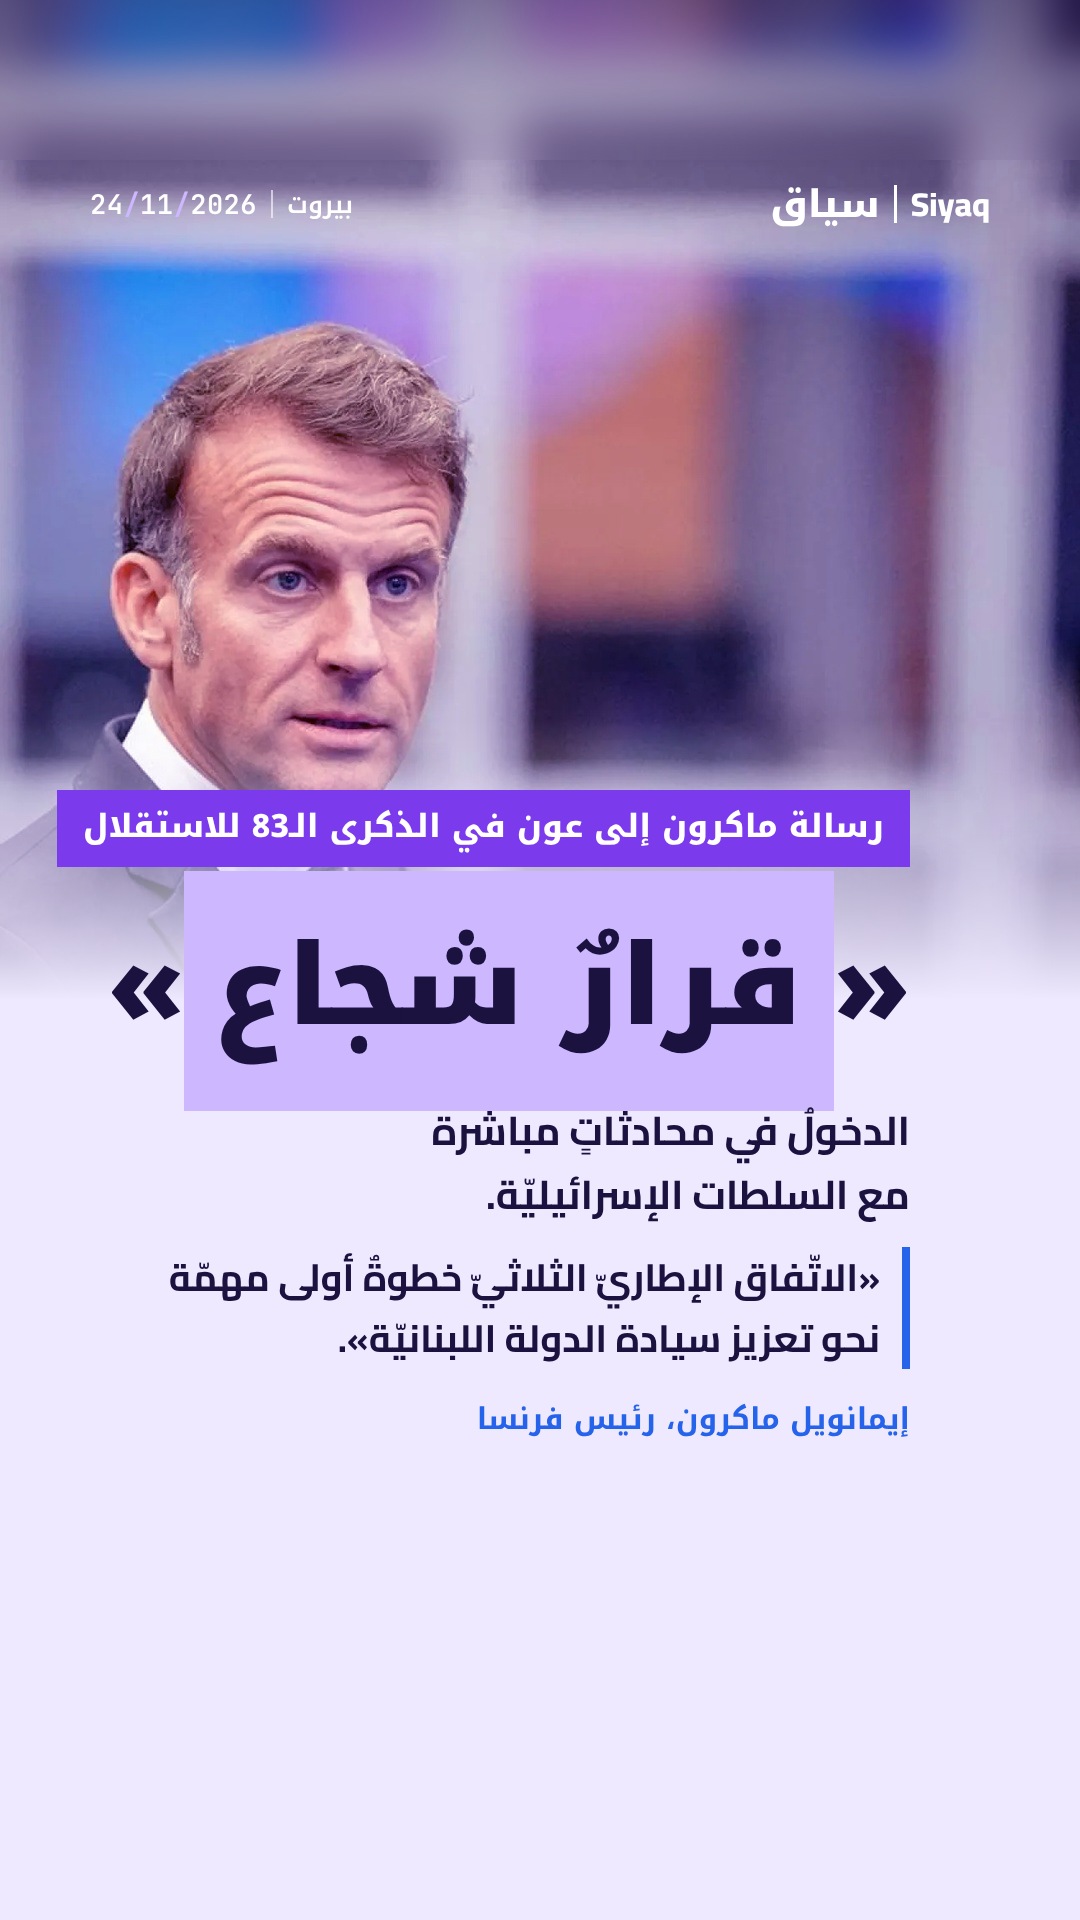 Siyaq | سياق
بيروت | 24/11/2026
رسالة ماكرون إلى عون في الذكرى الـ83 للاستقلال
«قرارٌ شجاع»
الدخولُ في محادثاتٍ مباشرة
مع السلطات الإسرائيليّة.
«الاتّفاق الإطاريّ الثلاثيّ خطوةٌ أولى مهمّة
نحو تعزيز سيادة الدولة اللبنانيّة».
إيمانويل ماكرون، رئيس فرنسا